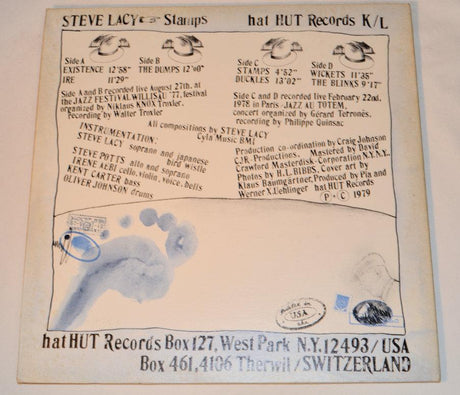 STEVE LACY Stamps hat HUT Records K/L
Side A
EXISTENCE 12'58"
IRE 11'29"
Side B
THE DUMPS 12'00"
Side C
STAMPS 4'52"
DUCKLES 13'02"
Side D
WICKETS 11'35"
THE BLINKS 9'17"
Side A and B recorded live August 27th, at
the JAZZ FESTIVAL WILLISAU '77, festival
organized by Niklaus KNOX Troxler.
recording by Walter Troxler
Side C and D recorded live February 22nd,
1978 in Paris: JAZZ AU TOTEM,
concert organized by Gérard Terronès,
recording by Philippe Quinsac
All compositions by STEVE LACY
Cyla Music BMI
INSTRUMENTATION:
STEVE LACY soprano and japanese
bird wistle
STEVE POTTS alto and soprano
IRENE AEBI cello, violin, voice, bells
KENT CARTER bass
OLIVER JOHNSON drums
Production co-ordination by Craig Johnson
CJR-Productions. Mastered by David
Crawford Masterdisk-Corporation N.Y. N.Y..
Photos by H.L. BIBBS, Cover art by
Klaus Baumgärtner, Produced by Pia and
Werner X. Uehlinger hat HUT Records
P · C 1979
USA
hat HUT Records Box 127, West Park N.Y. 12493/USA
Box 461, 4106 Therwil/SWITZERLAND